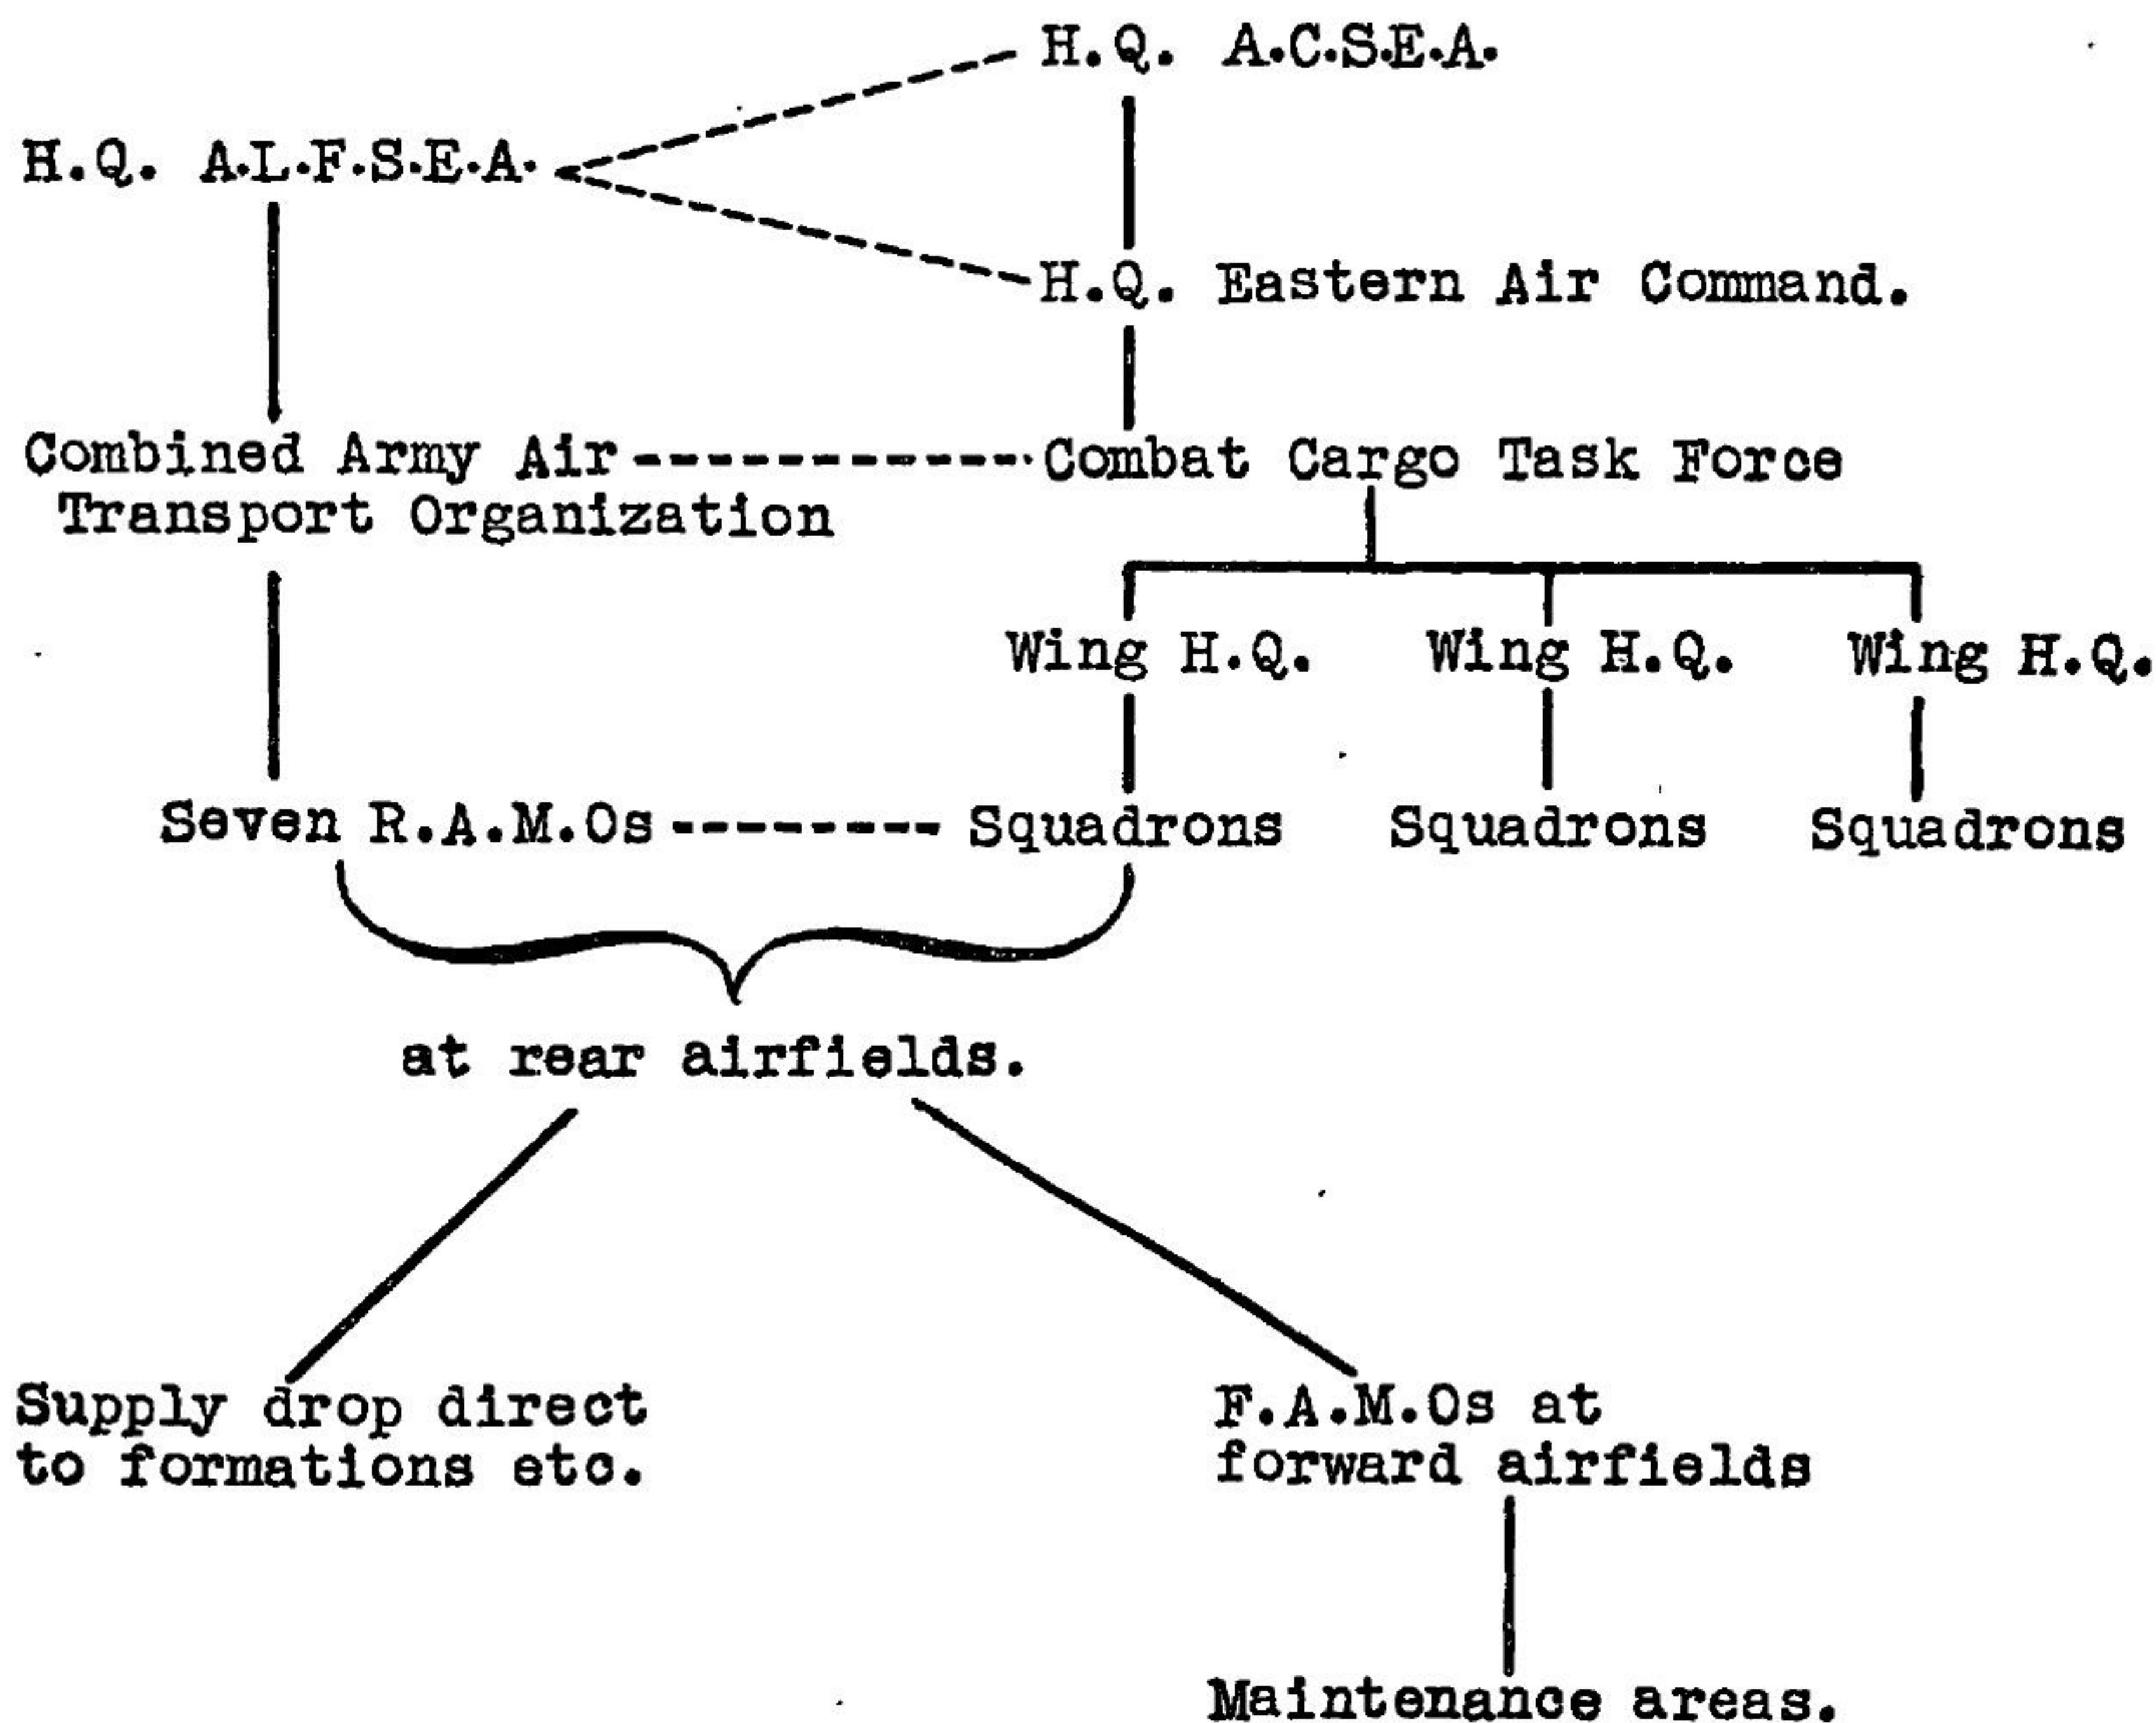 H.Q. A.C.S.E.A.
H.Q. A.L.F.S.E.A.
H.Q. Eastern Air Command.
Combined Army Air
Transport Organization
Combat Cargo Task Force
Wing H.Q.
Wing H.Q.
Wing H.Q.
Seven R.A.M.Os
Squadrons
Squadrons
Squadrons
at rear airfields.
Supply drop direct
to formations etc.
F.A.M.Os at
forward airfields
Maintenance areas.